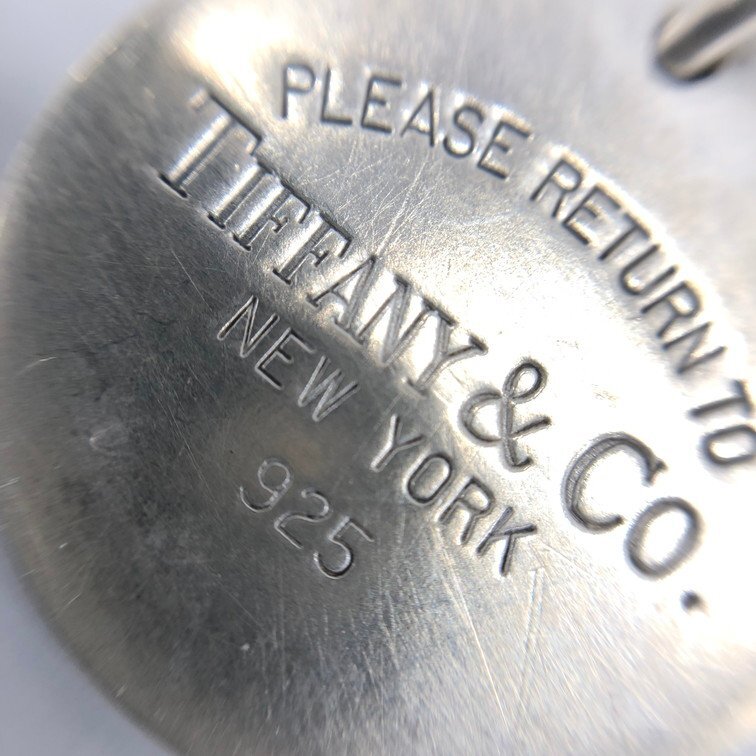 PLEASE RETURN TO
TIFFANY & CO.
NEW YORK
925